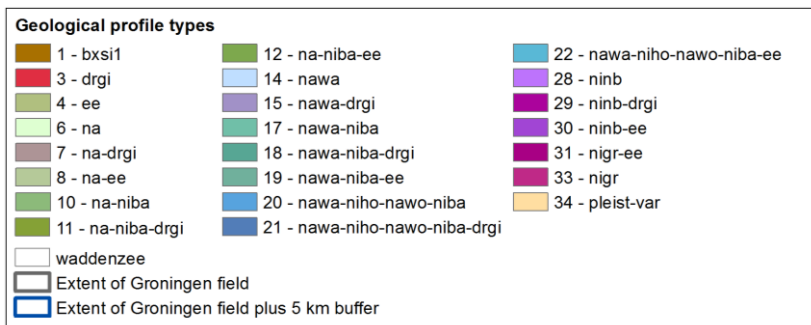 Geological profile types
1 - bxsi1
3 - drgi
4 - ee
6 - na
7 - na-drgi
8 - na-ee
10 - na-niba
11 - na-niba-drgi
12 - na-niba-ee
14 - nawa
15 - nawa-drgi
17 - nawa-niba
18 - nawa-niba-drgi
19 - nawa-niba-ee
20 - nawa-niho-nawo-niba
21 - nawa-niho-nawo-niba-drgi
22 - nawa-niho-nawo-niba-ee
28 - ninb
29 - ninb-drgi
30 - ninb-ee
31 - nigr-ee
33 - nigr
34 - pleist-var
waddenzee
Extent of Groningen field
Extent of Groningen field plus 5 km buffer